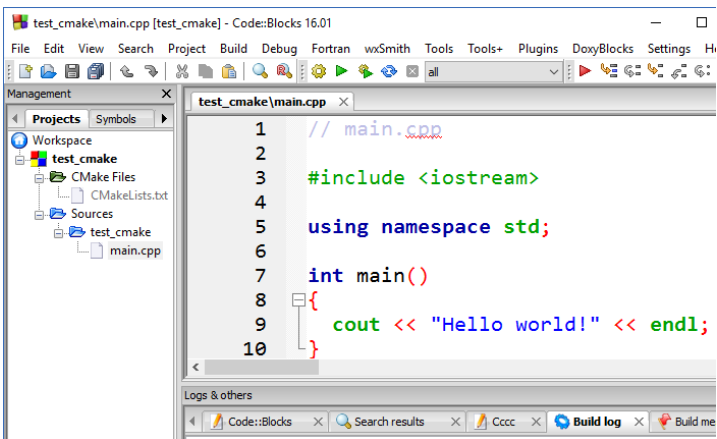 test_cmake\main.cpp [test_cmake] - Code::Blocks 16.01
File Edit View Search Project Build Debug Fortran wxSmith Tools Tools+ Plugins DoxyBlocks Settings
all
Management
Projects Symbols
Workspace
test_cmake
CMake Files
CMakeLists.txt
Sources
test_cmake
main.cpp
test_cmake\main.cpp
1 // main.cpp
2
3 #include <iostream>
4
5 using namespace std;
6
7 int main()
8 {
9 cout << "Hello world!" << endl;
10 }
Logs & others
Code::Blocks Search results Cccc Build log Build me